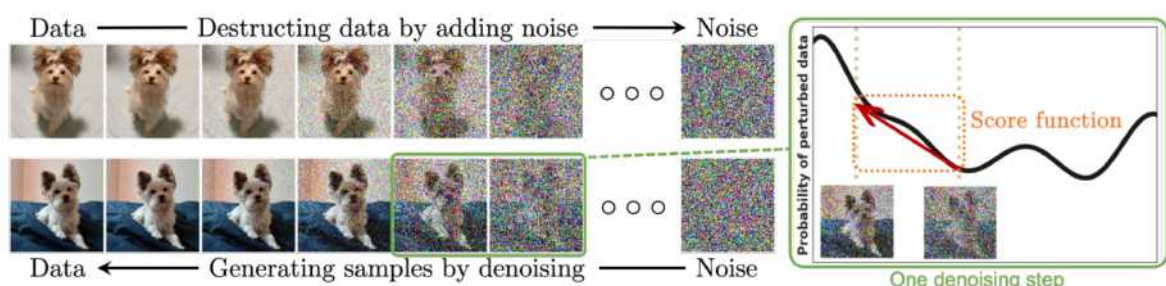 Data Destructing data by adding noise Noise
Data Generating samples by denoising Noise
Probability of perturbed data
Score function
One denoising step